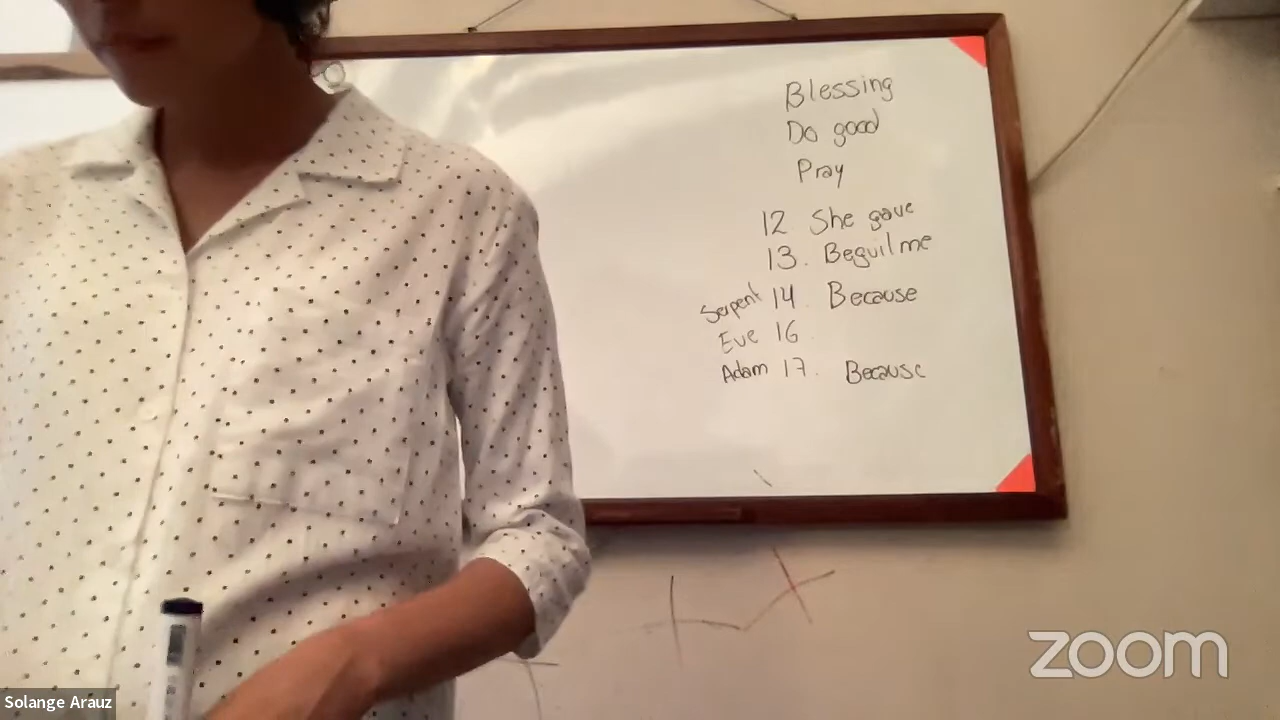 Blessing
Do good
Pray
12 She gave
13. Beguil me
Serpent 14. Because
Eve 16.
Adam 17. Because
zoom
Solange Arauz